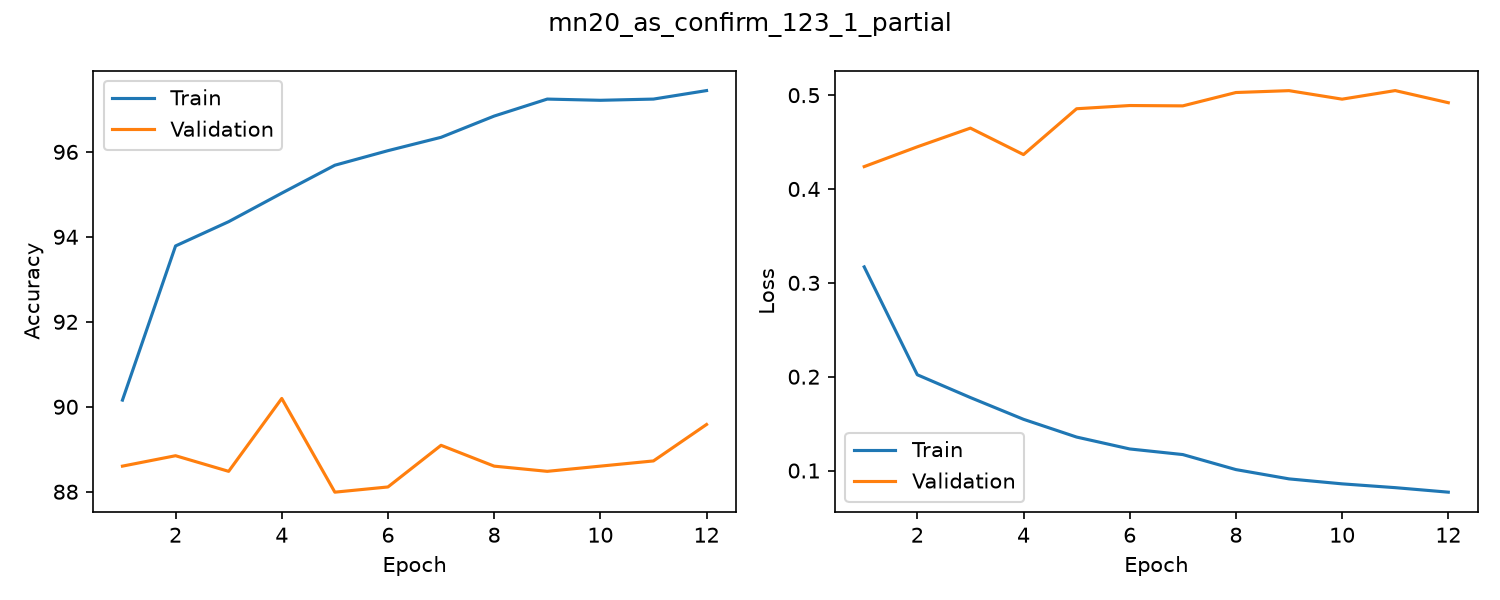 mn20_as_confirm_123_1_partial
Train
Validation
96
94
92
90
88
Accuracy
2 4 6 8 10 12
Epoch
0.5
0.4
0.3
0.2
0.1
Loss
Train
Validation
2 4 6 8 10 12
Epoch